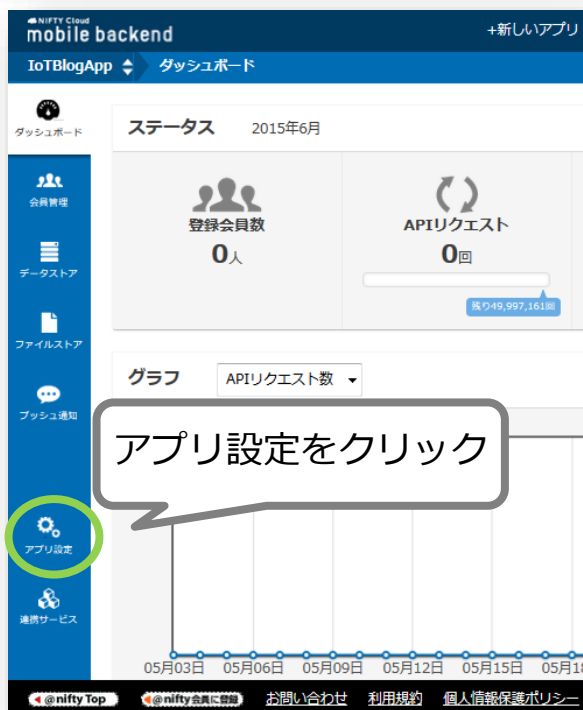 NIFTY Cloud
mobile backend
+新しいアプリ
IoTBlogApp
ダッシュボード
ダッシュボード
ステータス 2015年6月
会員管理
登録会員数
APIリクエスト
0人
0回
データストア
残り49,997,161回
ファイルストア
グラフ
APIリクエスト数
プッシュ通知
アプリ設定をクリック
アプリ設定
連携サービス
05月03日 05月06日 05月09日 05月12日 05月15日 05月18
@nifty Top
@nifty会員に登録
お問い合わせ
利用規約
個人情報保護ポリシー